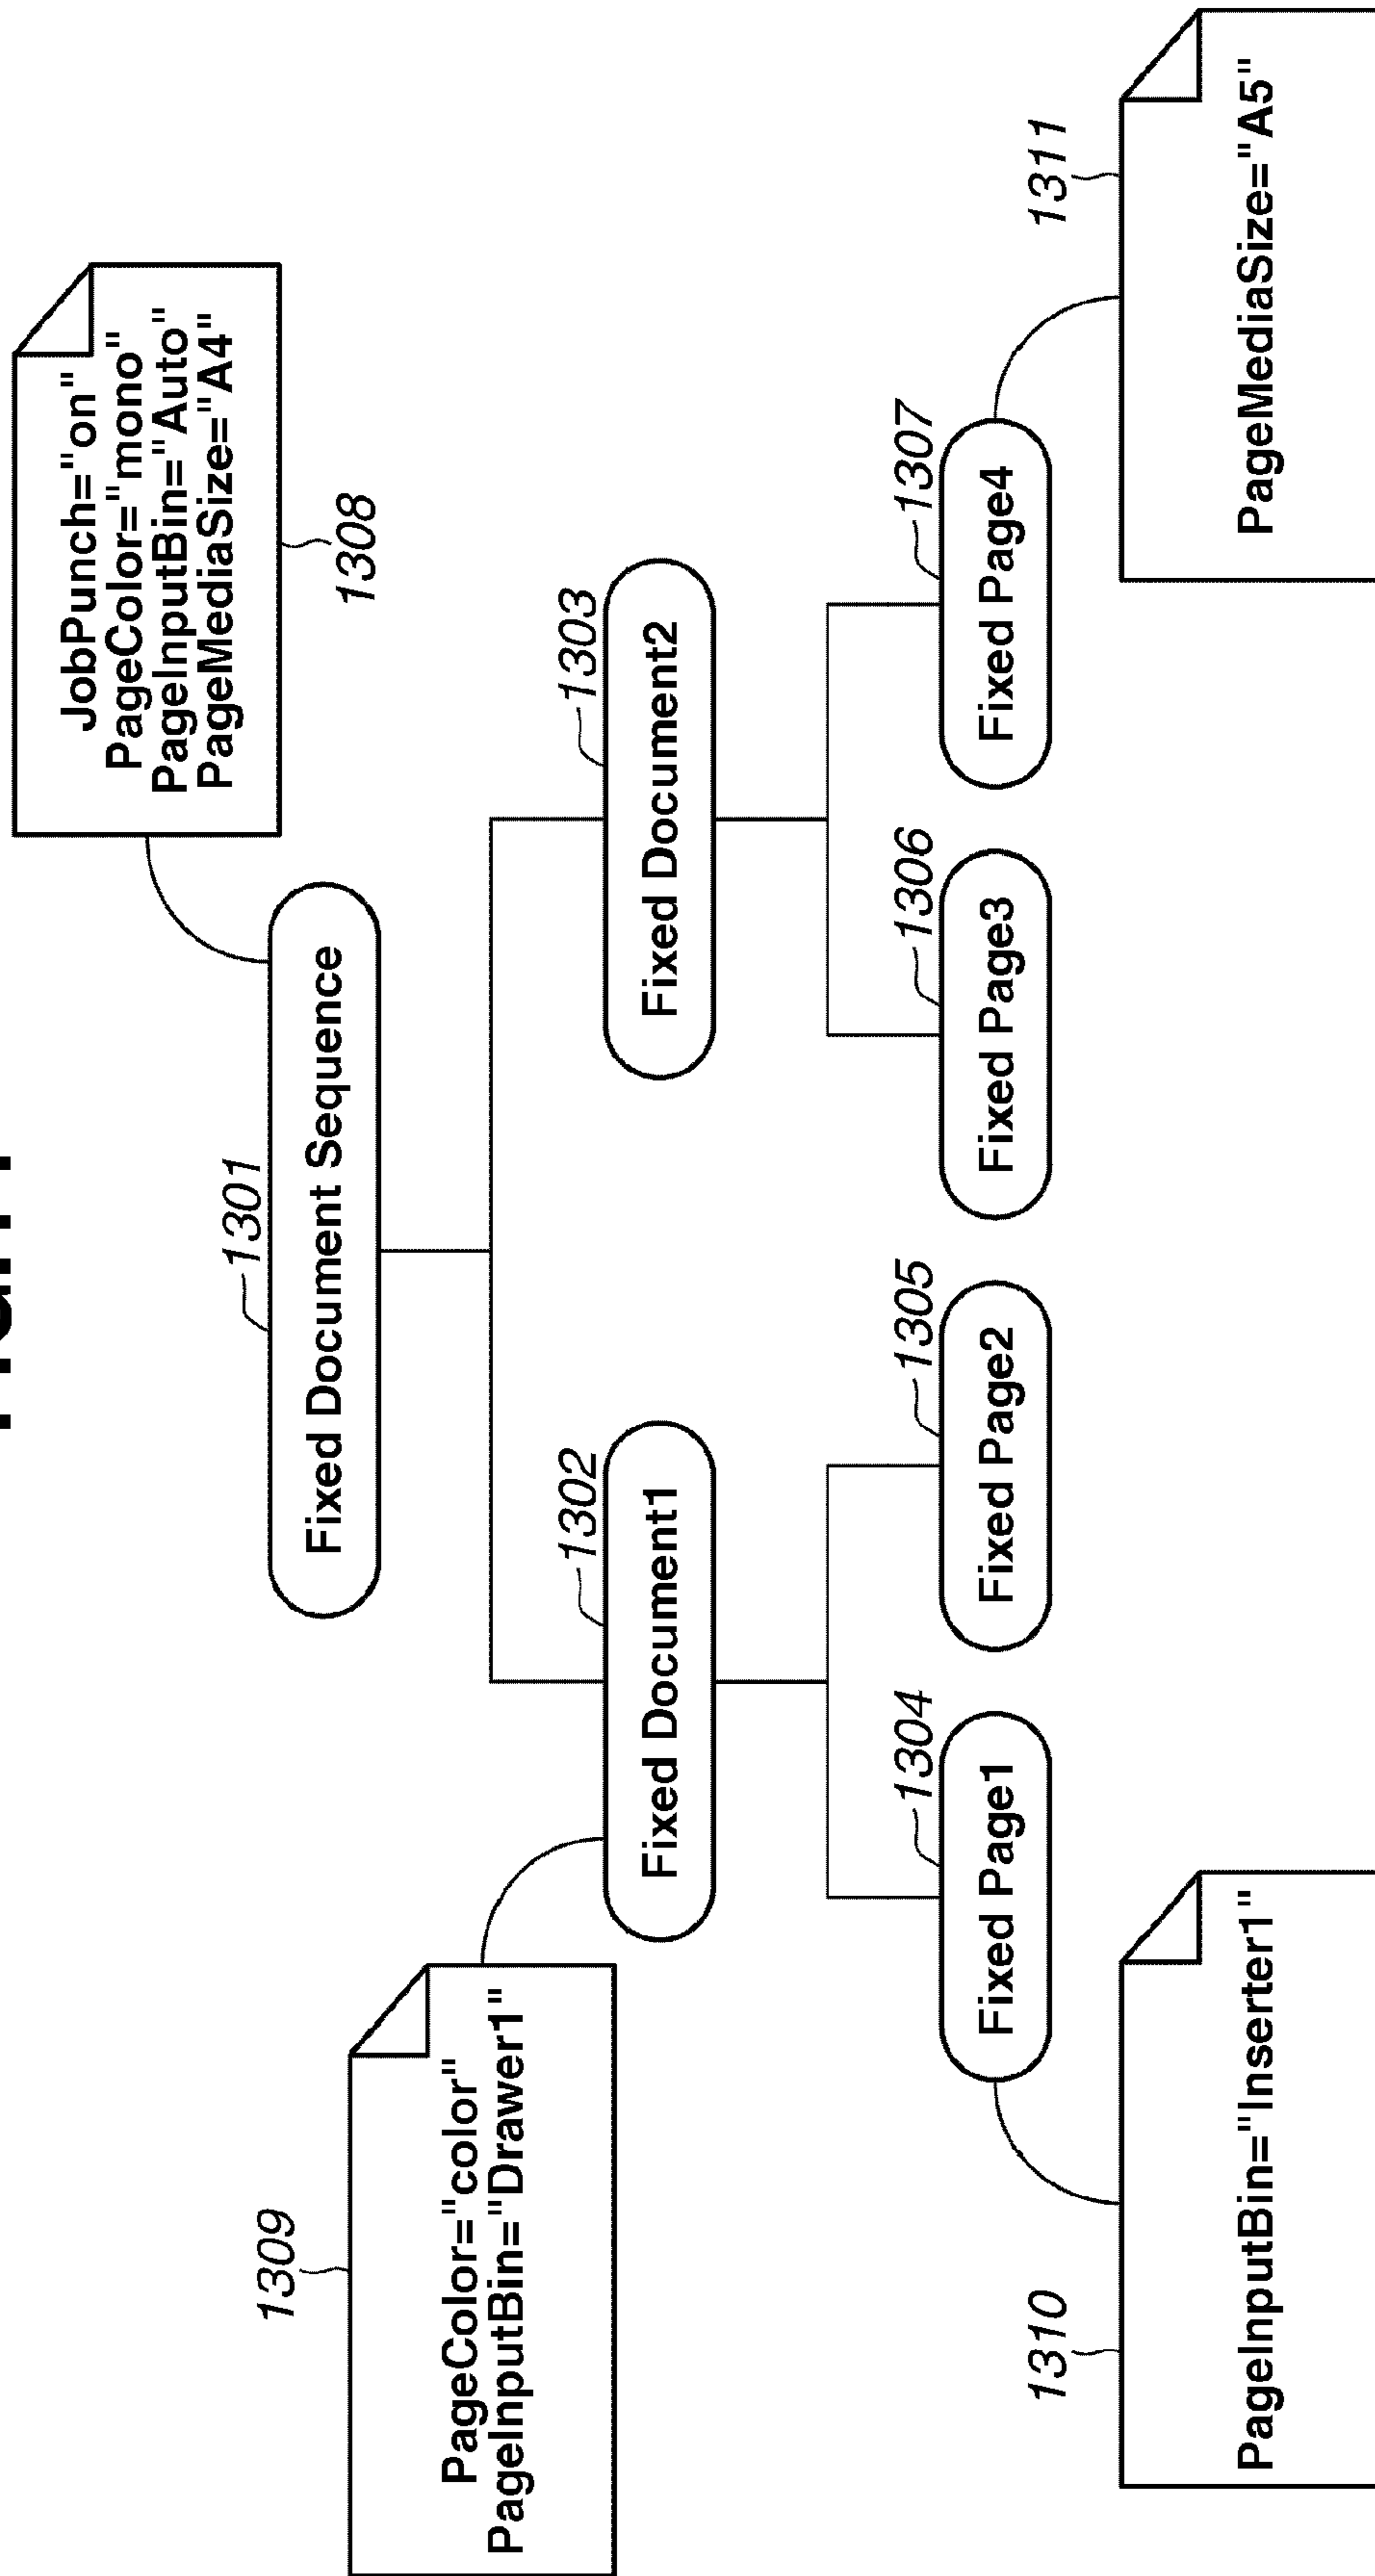 JobPunch="on"
PageColor="mono"
PageInputBin="Auto"
PageMediaSize="A4"
1308
1301
Fixed Document Sequence
1309
PageColor="color"
PageInputBin="Drawer1"
1302
Fixed Document1
1303
Fixed Document2
1304
Fixed Page1
1305
Fixed Page2
1306
Fixed Page3
1307
Fixed Page4
1310
PageInputBin="Inserter1"
1311
PageMediaSize="A5"